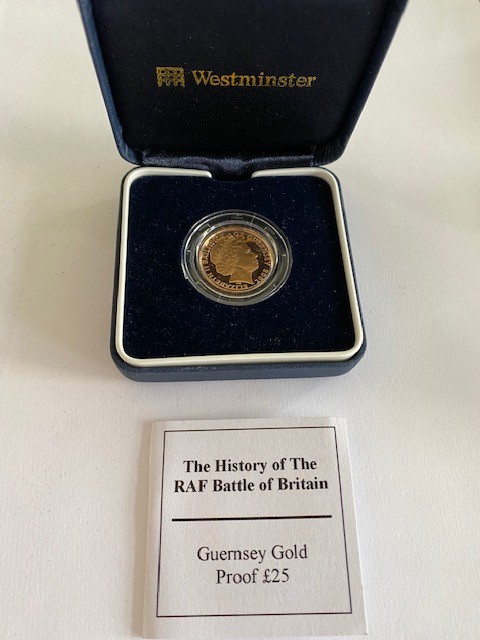 Westminster
The History of The
RAF Battle of Britain
Guernsey Gold
Proof £25